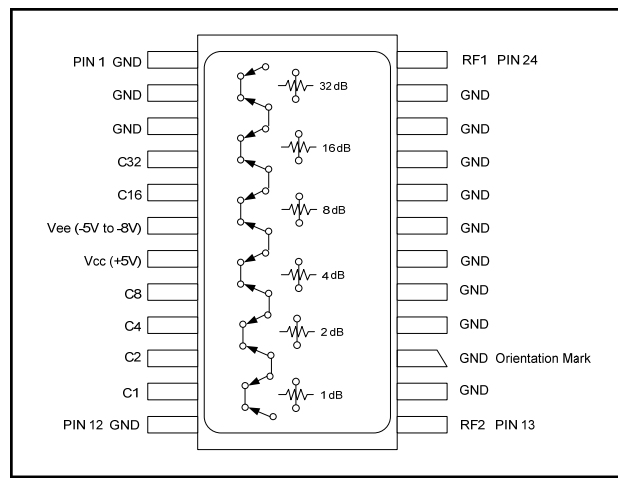 PIN 1 GND
GND
GND
C32
C16
Vee (-5V to -8V)
Vcc (+5V)
C8
C4
C2
C1
PIN 12 GND
32 dB
16 dB
8 dB
4 dB
2 dB
1 dB
RF1 PIN 24
GND
GND
GND
GND
GND
GND
GND
GND
GND Orientation Mark
GND
RF2 PIN 13